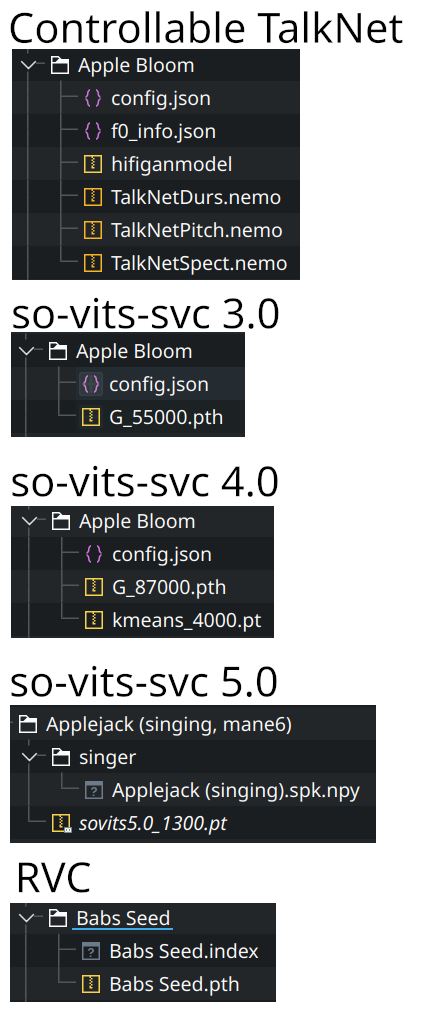 Controllable TalkNet
Apple Bloom
config.json
f0_info.json
hifiganmodel
TalkNetDurs.nemo
TalkNetPitch.nemo
TalkNetSpect.nemo
so-vits-svc 3.0
Apple Bloom
config.json
G_55000.pth
so-vits-svc 4.0
Apple Bloom
config.json
G_87000.pth
kmeans_4000.pt
so-vits-svc 5.0
Applejack (singing, mane6)
singer
Applejack (singing).spk.npy
sovits5.0_1300.pt
RVC
Babs Seed
Babs Seed.index
Babs Seed.pth